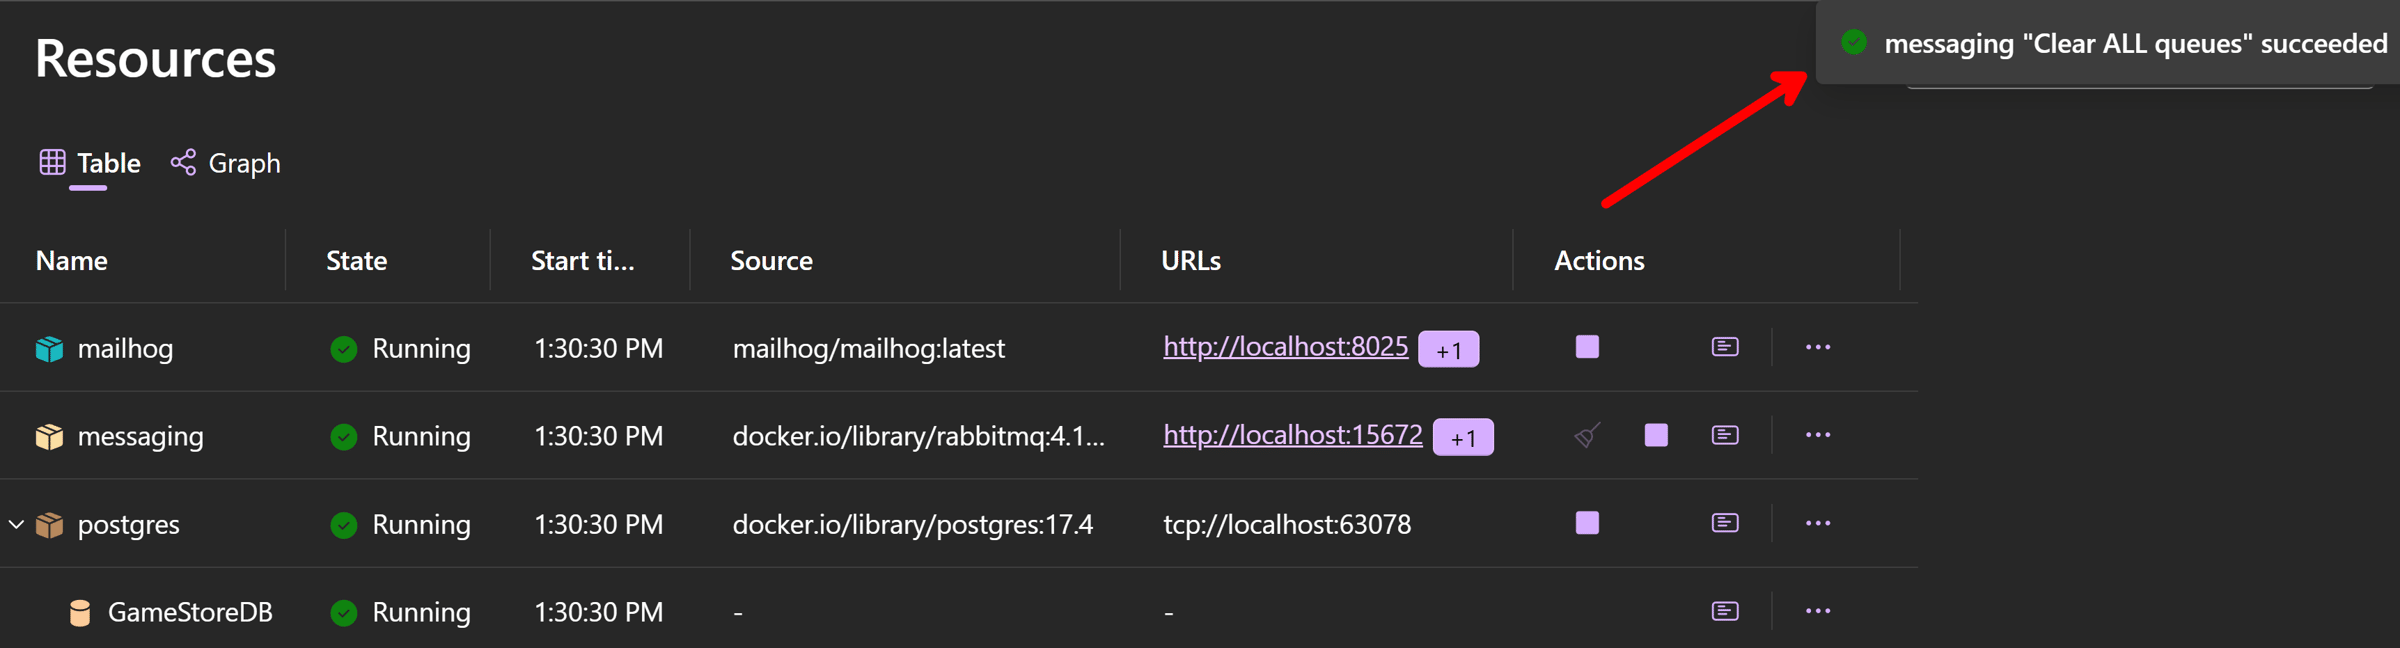 Resources
messaging "Clear ALL queues" succeeded
Table Graph
Name State Start ti... Source URLs Actions
mailhog Running 1:30:30 PM mailhog/mailhog:latest http://localhost:8025 +1
messaging Running 1:30:30 PM docker.io/library/rabbitmq:4.1... http://localhost:15672 +1
postgres Running 1:30:30 PM docker.io/library/postgres:17.4 tcp://localhost:63078
GameStoreDB Running 1:30:30 PM - -